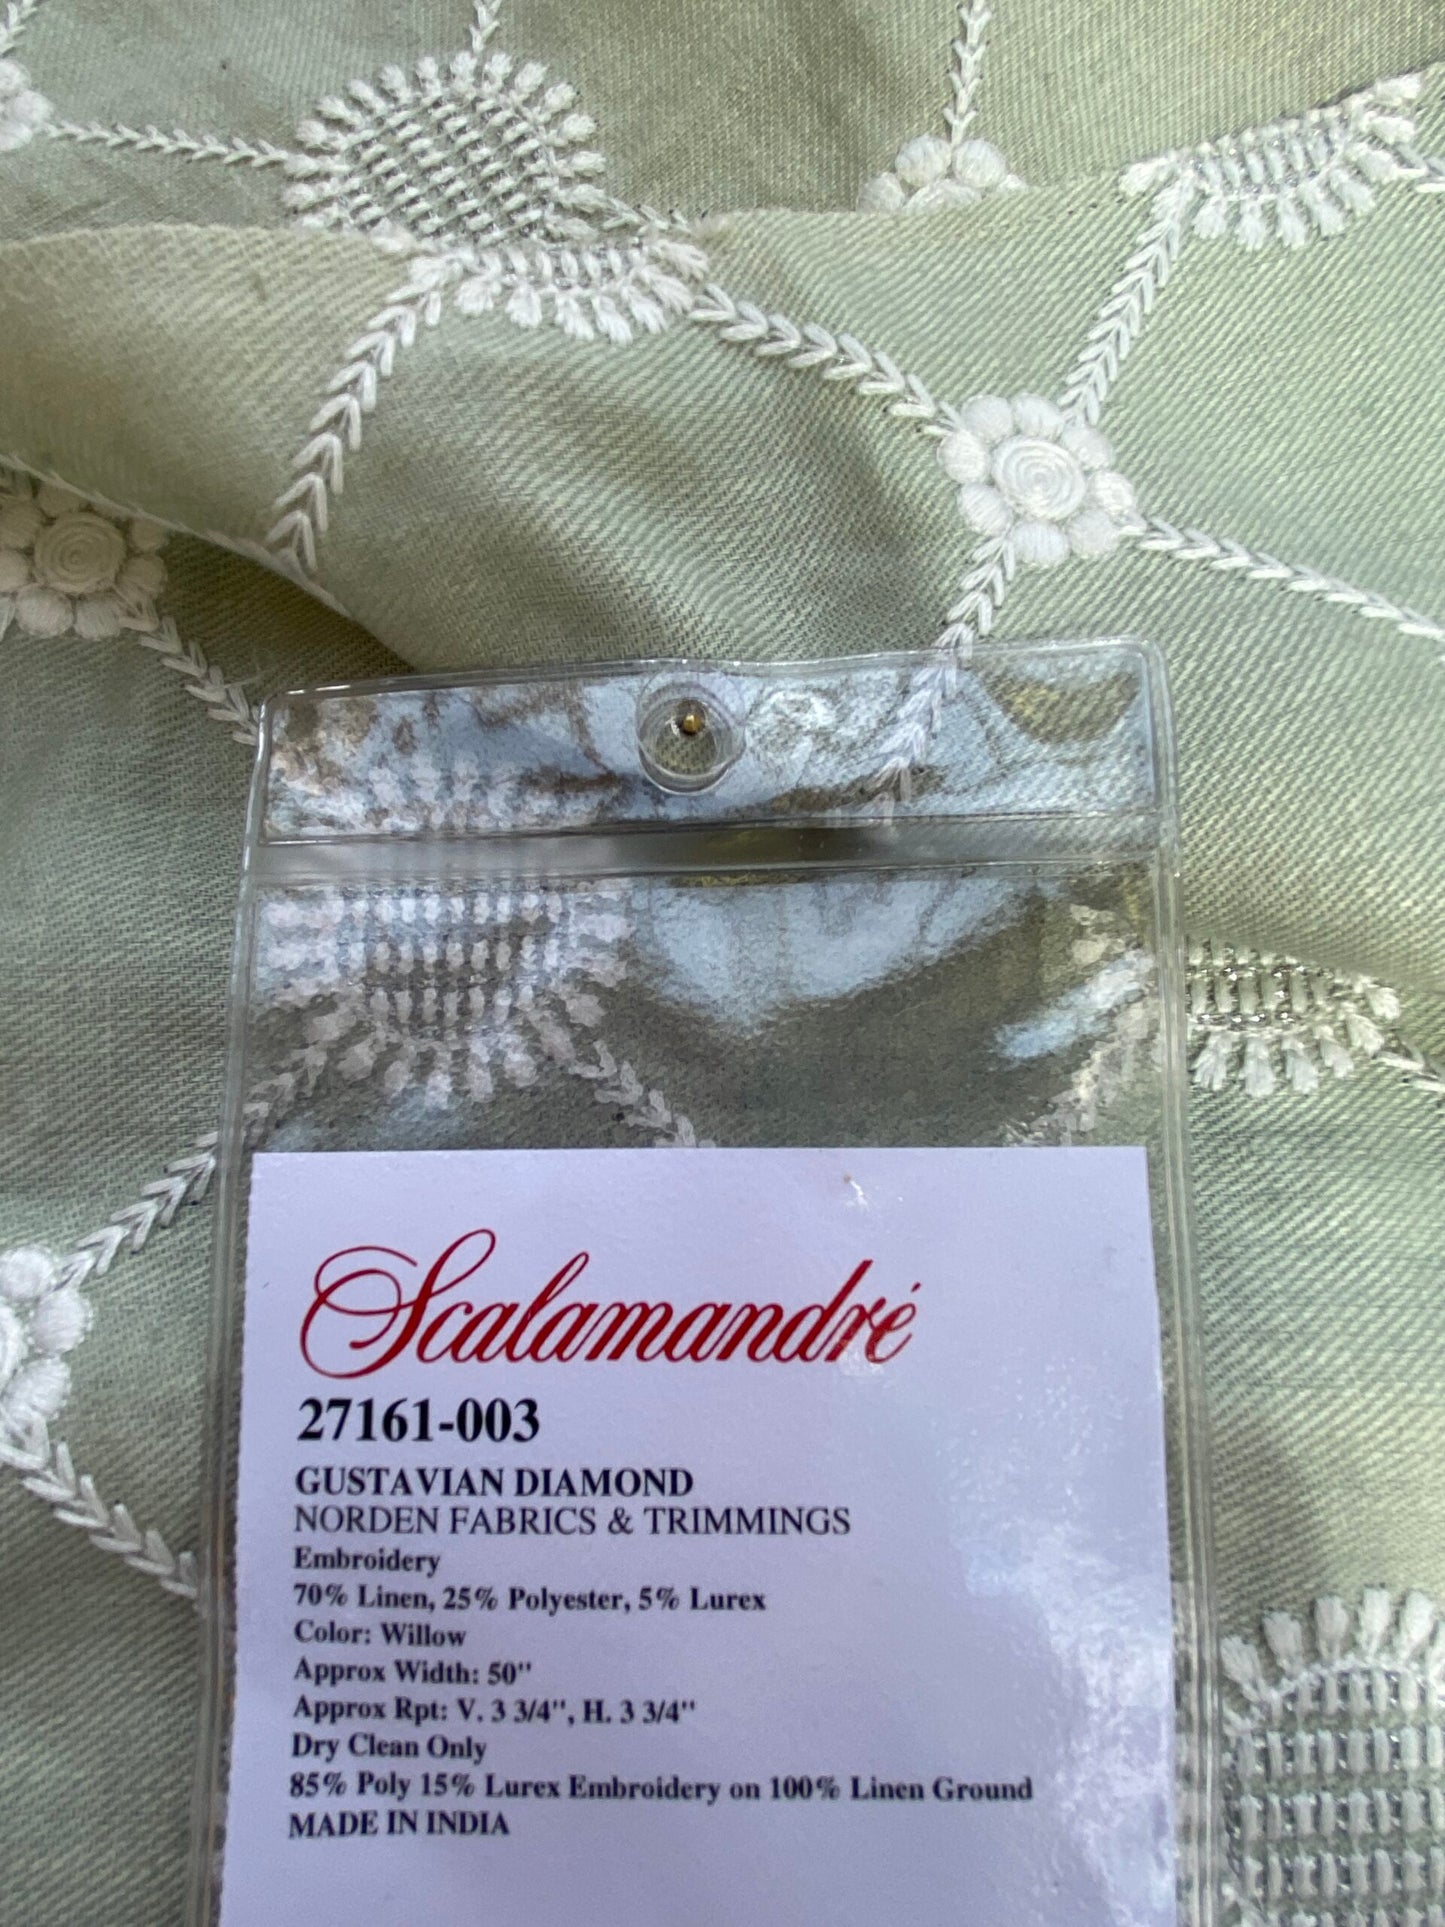 Scalamandré
27161-003
GUSTAVIAN DIAMOND
NORDEN FABRICS & TRIMMINGS
Embroidery
70% Linen, 25% Polyester, 5% Lurex
Color: Willow
Approx Width: 50"
Approx Rpt: V. 3 3/4", H. 3 3/4"
Dry Clean Only
85% Poly 15% Lurex Embroidery on 100% Linen Ground
MADE IN INDIA